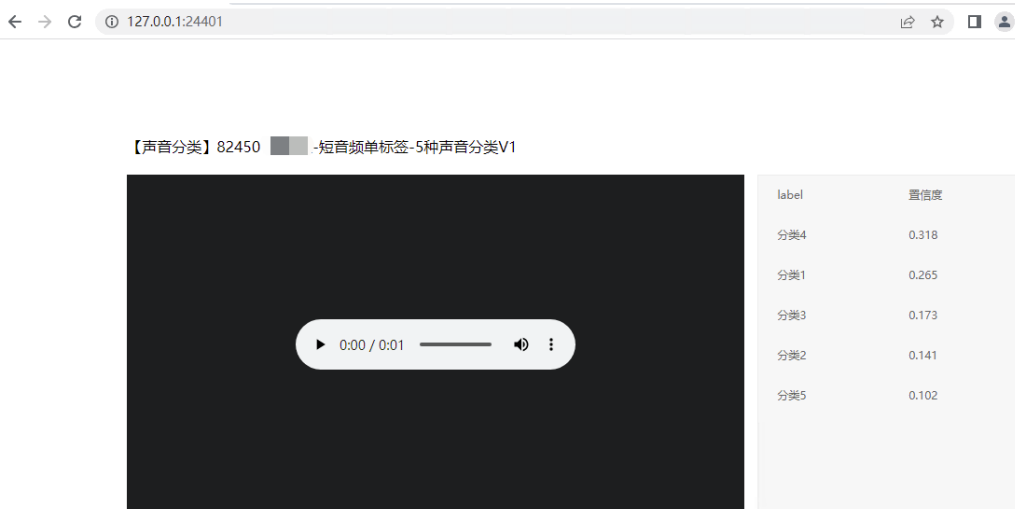 127.0.0.1:24401
【声音分类】82450 -短音频单标签-5种声音分类V1
label 置信度
分类4 0.318
分类1 0.265
分类3 0.173
0:00 / 0:01
分类2 0.141
分类5 0.102